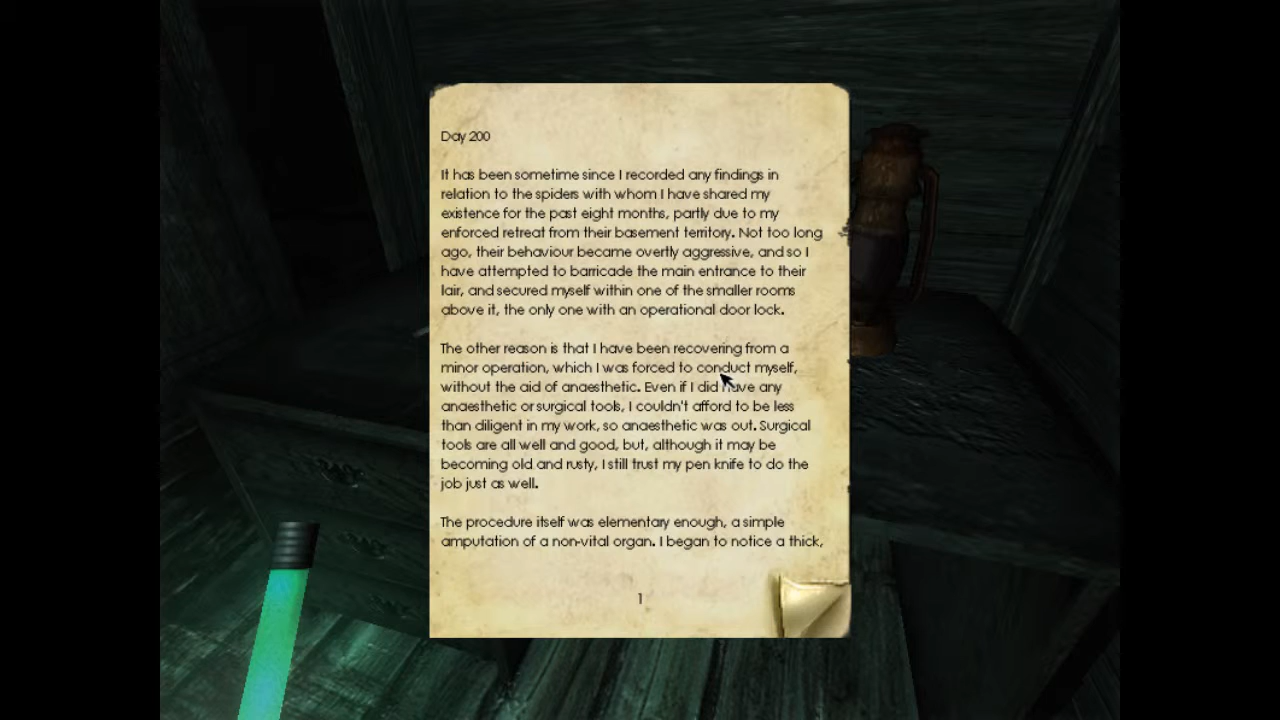 Day 200
It has been sometime since I recorded any findings in
relation to the spiders with whom I have shared my
existence for the past eight months, partly due to my
enforced retreat from their basement territory. Not too long
ago, their behaviour became overtly aggressive, and so I
have attempted to barricade the main entrance to their
lair, and secured myself within one of the smaller rooms
above it, the only one with an operational door lock.
The other reason is that I have been recovering from a
minor operation, which I was forced to conduct myself,
without the aid of anaesthetic. Even if I did have any
anaesthetic or surgical tools, I couldn't afford to be less
than diligent in my work, so anaesthetic was out. Surgical
tools are all well and good, but, although it may be
becoming old and rusty, I still trust my pen knife to do the
job just as well.
The procedure itself was elementary enough, a simple
amputation of a non-vital organ. I began to notice a thick,
1